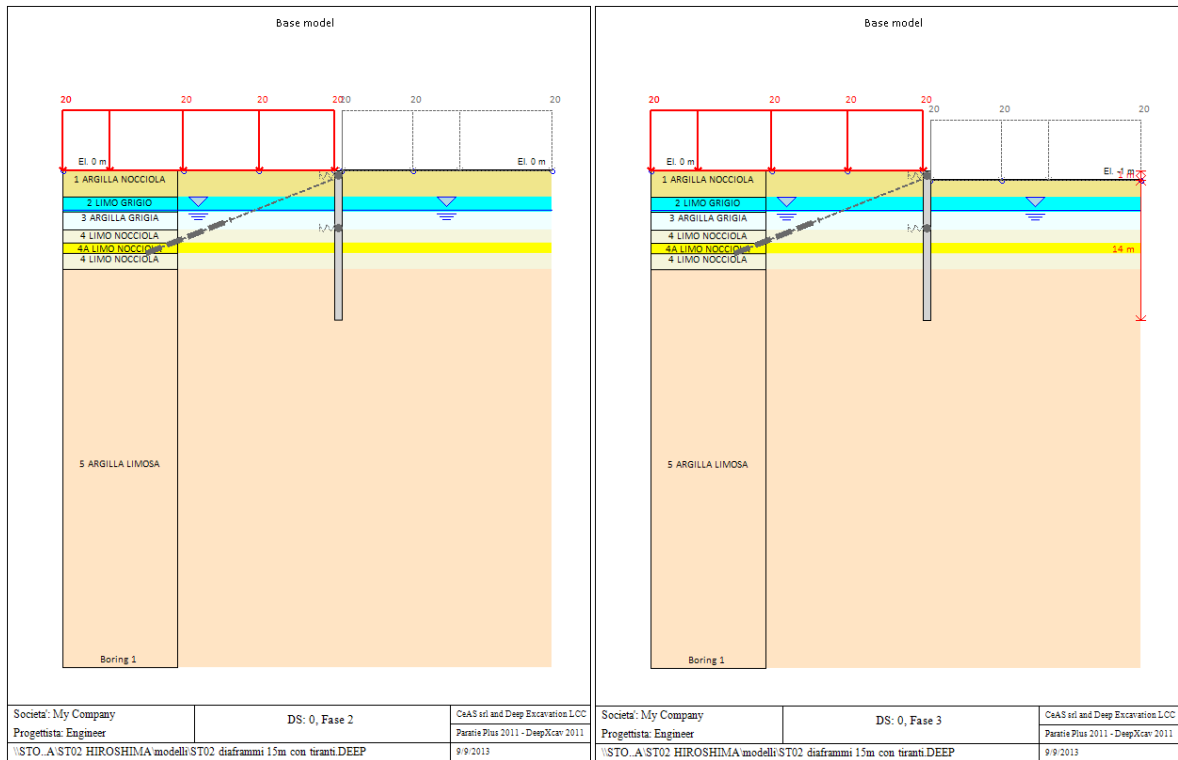 Base model
20 20 20 20 20 20 20
El. 0 m El. 0 m
1 ARGILLA NOCCIOLA
2 LIMO GRIGIO
3 ARGILLA GRIGIA
4 LIMO NOCCIOLA
4A LIMO NOCCIOLA
4 LIMO NOCCIOLA
5 ARGILLA LIMOSA
Boring 1
Societa': My Company
Progettista: Engineer
DS: 0, Fase 2
CeAS srl and Deep Excavation LCC
Paratie Plus 2011 - DeepXcav 2011
\\STO..A\ST02 HIROSHIMA\modelli\ST02 diaframmi 15m con tiranti.DEEP
9/9/2013
Base model
20 20 20 20
20 20 20
El. 0 m El. -1 m
1 ARGILLA NOCCIOLA
2 LIMO GRIGIO
3 ARGILLA GRIGIA
4 LIMO NOCCIOLA
4A LIMO NOCCIOLA
14 m
4 LIMO NOCCIOLA
5 ARGILLA LIMOSA
Boring 1
Societa': My Company
Progettista: Engineer
DS: 0, Fase 3
CeAS srl and Deep Excavation LCC
Paratie Plus 2011 - DeepXcav 2011
\\STO..A\ST02 HIROSHIMA\modelli\ST02 diaframmi 15m con tiranti.DEEP
9/9/2013